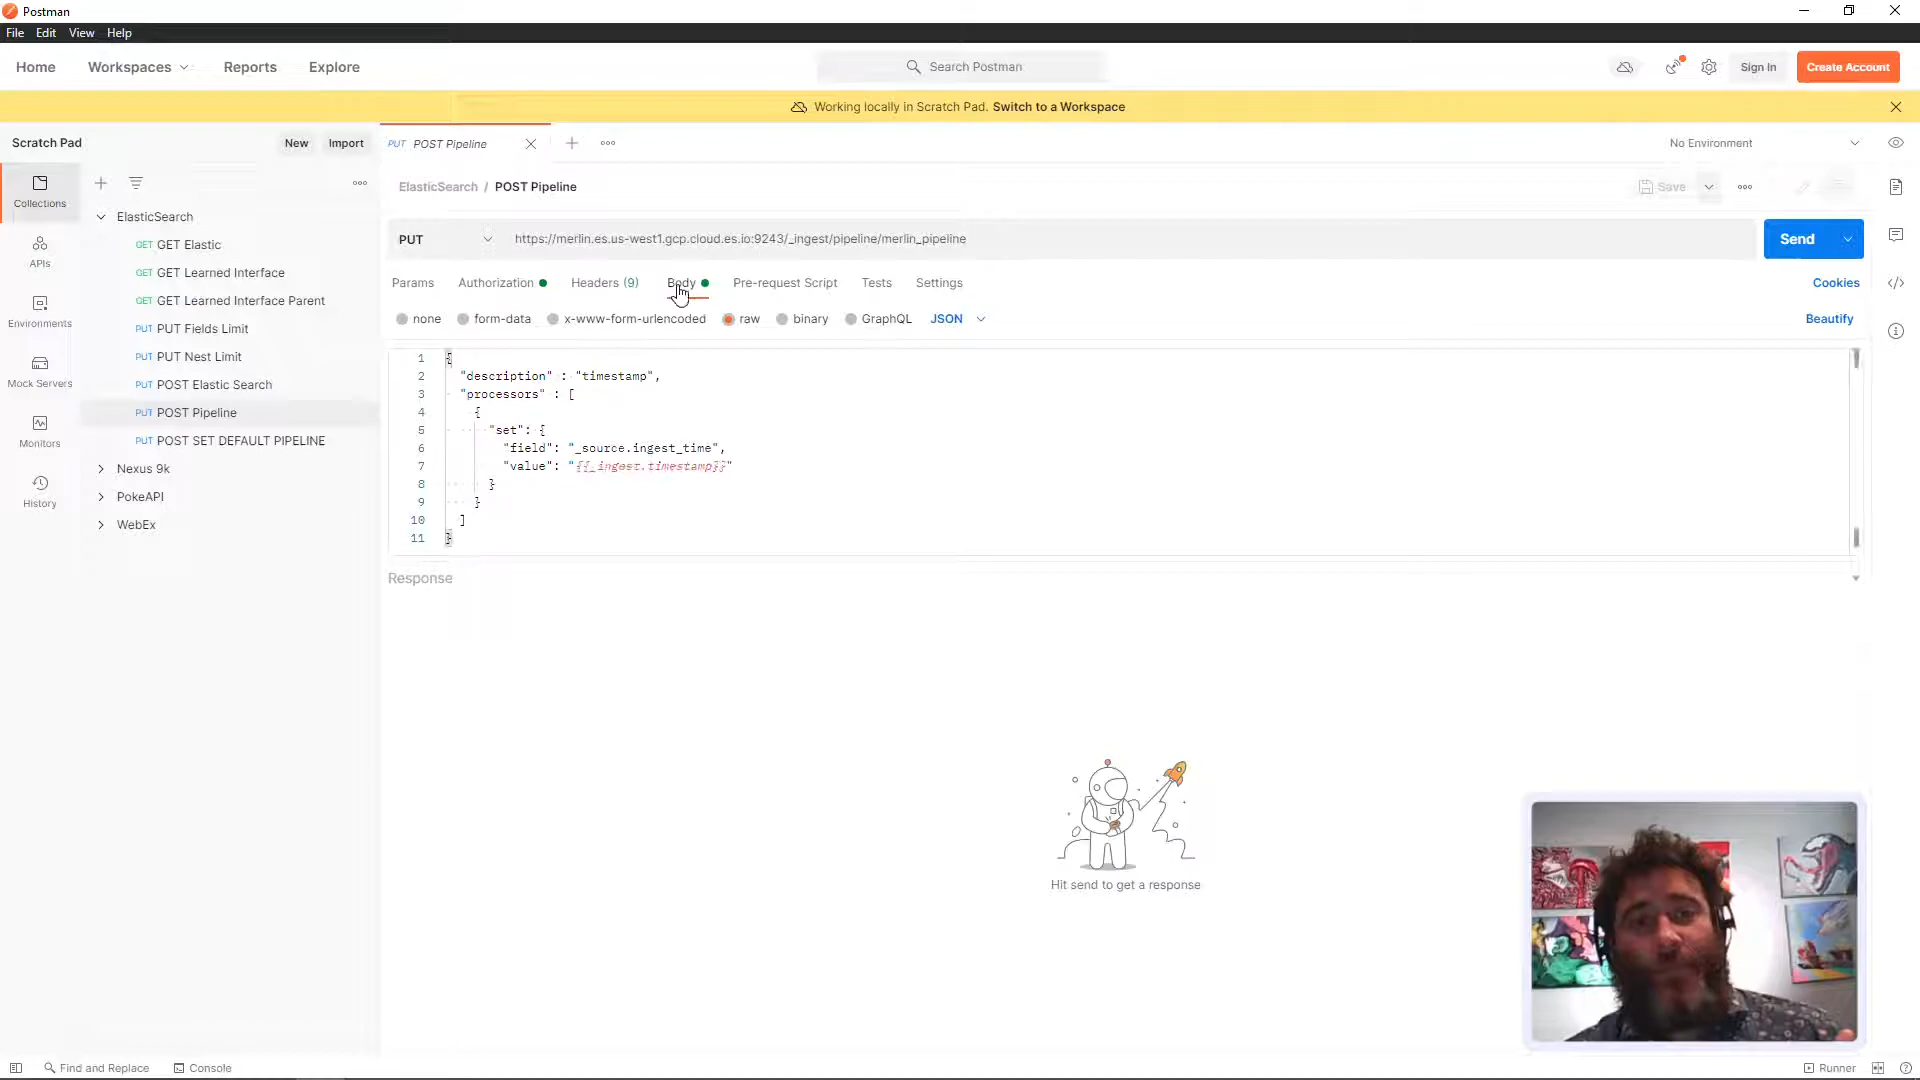 Postman
File Edit View Help
Home Workspaces Reports Explore Search Postman Sign In Create Account
Working locally in Scratch Pad. Switch to a Workspace
Scratch Pad New Import PUT POST Pipeline No Environment
Collections
APIs
Environments
Mock Servers
Monitors
History
ElasticSearch
GET GET Elastic
GET GET Learned Interface
GET GET Learned Interface Parent
PUT PUT Fields Limit
PUT PUT Nest Limit
PUT POST Elastic Search
PUT POST Pipeline
PUT POST SET DEFAULT PIPELINE
Nexus 9k
PokeAPI
WebEx
ElasticSearch / POST Pipeline Save
PUT https://merlin.es.us-west1.gcp.cloud.es.io:9243/_ingest/pipeline/merlin_pipeline Send
Params Authorization Headers (9) Body Pre-request Script Tests Settings Cookies
none form-data x-www-form-urlencoded raw binary GraphQL JSON Beautify
1 {
2 "description" : "timestamp",
3 "processors" : [
4 {
5 "set": {
6 "field": "_source.ingest_time",
7 "value": "{{_ingest.timestamp}}"
8 }
9 }
10 ]
11 }
Response
Hit send to get a response
Find and Replace Console Runner